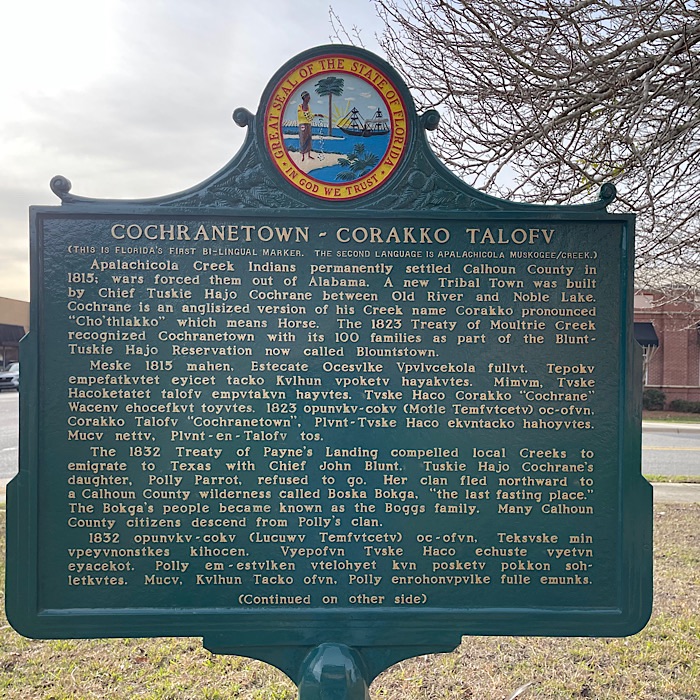 GREAT SEAL OF THE STATE OF FLORIDA
IN GOD WE TRUST
COCHRANETOWN - CORAKKO TALOFV
(THIS IS FLORIDA'S FIRST BI-LINGUAL MARKER. THE SECOND LANGUAGE IS APALACHICOLA MUSKOGEE/CREEK.)
Apalachicola Creek Indians permanently settled Calhoun County in
1815; wars forced them out of Alabama. A new Tribal Town was built
by Chief Tuskie Hajo Cochrane between Old River and Noble Lake.
Cochrane is an anglisized version of his Creek name Corakko pronounced
"Cho'thlakko" which means Horse. The 1823 Treaty of Moultrie Creek
recognized Cochranetown with its 100 families as part of the Blunt-
Tuskie Hajo Reservation now called Blountstown.
Meske 1815 mahen, Estecate Ocesvlke Vpvlvcekola fullvt. Tepokv
empefatkvtet eyicet tacko Kvlhun vpoketv hayakvtes. Mimvm, Tvske
Hacoketatet talofv empvtakvn hayvtes. Tvske Haco Corakko "Cochrane"
Wacenv ehocefkvt toyvtes. 1823 opunvkv-cokv (Motle Temfvtcetv) oc-ofvn,
Corakko Talofv "Cochranetown", Plvnt-Tvske Haco ekvntacko hahoyvtes.
Mucv nettv, Plvnt-en-Talofv tos.
The 1832 Treaty of Payne's Landing compelled local Creeks to
emigrate to Texas with Chief John Blunt. Tuskie Hajo Cochrane's
daughter, Polly Parrot, refused to go. Her clan fled northward to
a Calhoun County wilderness called Boska Bokga, "the last fasting place."
The Bokga's people became known as the Boggs family. Many Calhoun
County citizens descend from Polly's clan.
1832 opunvkv-cokv (Lucuwv Temfvtcetv) oc-ofvn, Teksvske min
vpeyvnonstkes kihocen. Vyepofvn Tvske Haco echuste vyetvn
eyacekot. Polly em-estvlken vtelohyet kvn posketv pokkon soh-
letkvtes. Mucv, Kvlhun Tacko ofvn, Polly enrohonvpvlke fulle emunks.
(Continued on other side)